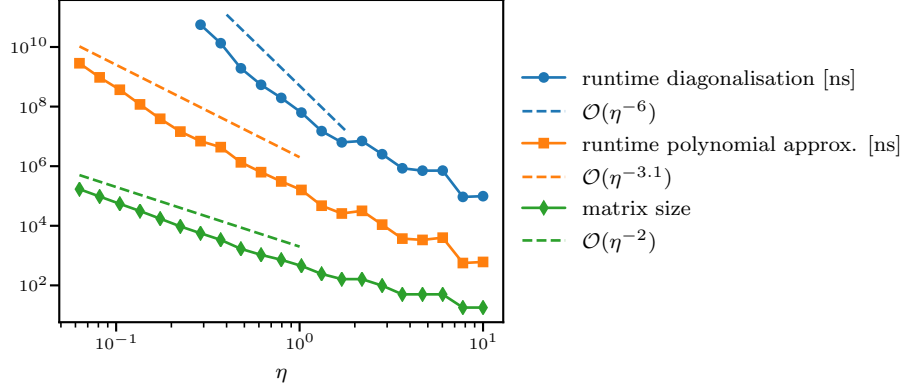 10^{10}
10^{8}
10^{6}
10^{4}
10^{2}
10^{-1}
10^{0}
10^{1}
η
runtime diagonalisation [ns]
𝒪(η^{-6})
runtime polynomial approx. [ns]
𝒪(η^{-3.1})
matrix size
𝒪(η^{-2})